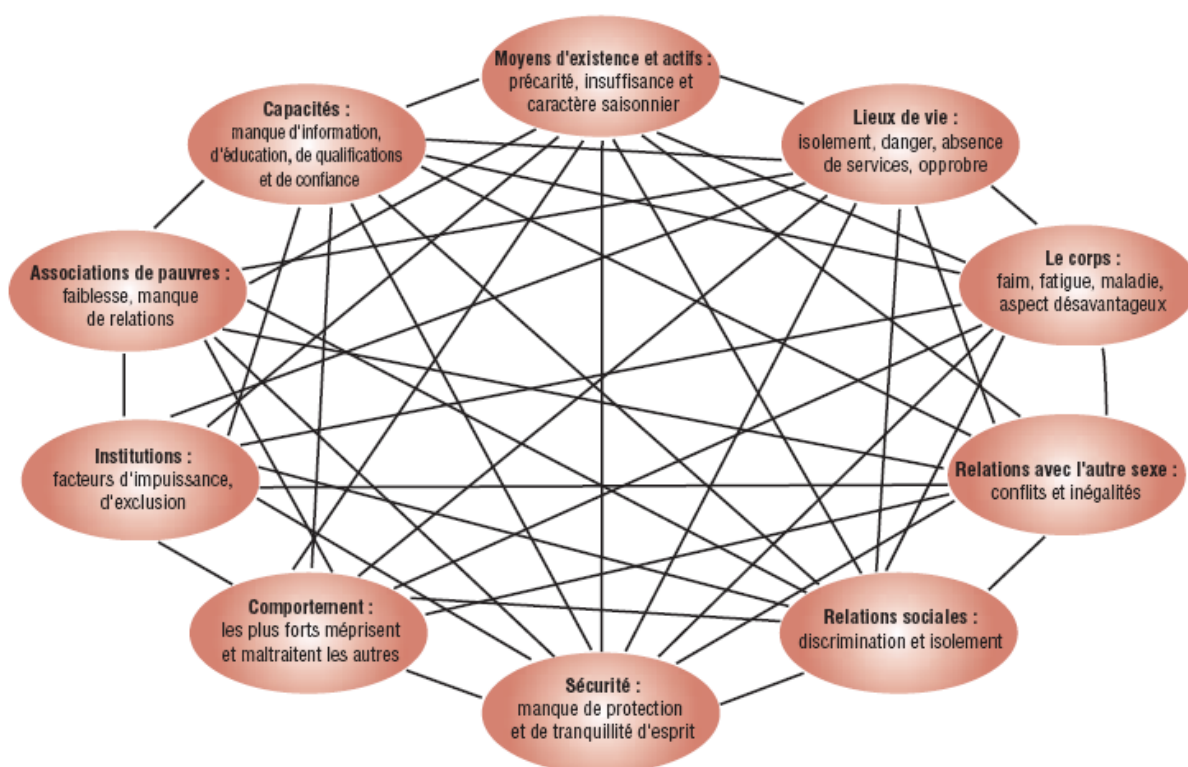 Moyens d'existence et actifs :
précarité, insuffisance et
caractère saisonnier
Capacités :
manque d'information,
d'éducation, de qualifications
et de confiance
Lieux de vie :
isolement, danger, absence
de services, opprobre
Associations de pauvres :
faiblesse, manque
de relations
Le corps :
faim, fatigue, maladie,
aspect désavantageux
Institutions :
facteurs d'impuissance,
d'exclusion
Relations avec l'autre sexe :
conflits et inégalités
Comportement :
les plus forts méprisent
et maltraitent les autres
Relations sociales :
discrimination et isolement
Sécurité :
manque de protection
et de tranquillité d'esprit